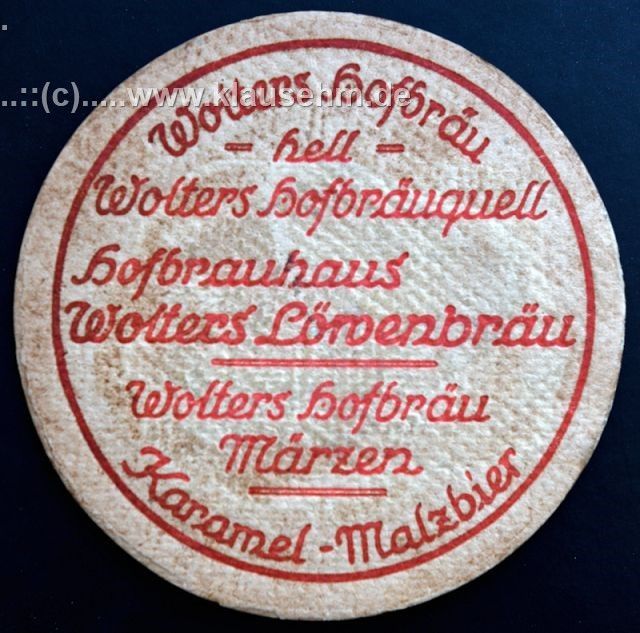 ..::(c).....www.klausehm.de
Wolters Hofbräu
- hell -
Wolters Hofbräuquell
Hofbrauhaus
Wolters Löwenbräu
Wolters Hofbräu
Märzen
Karamel - Malzbier